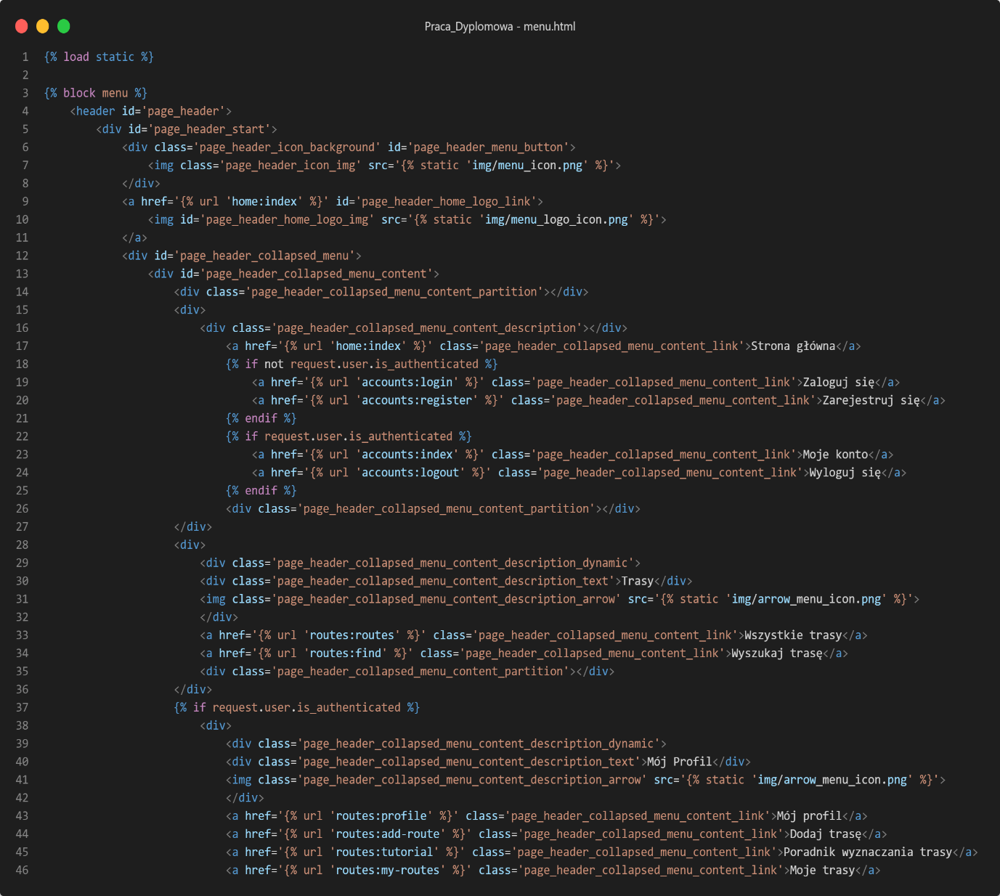 Praca_Dyplomowa - menu.html
1 {% load static %}
2
3 {% block menu %}
4 <header id='page_header'>
5 <div id='page_header_start'>
6 <div class='page_header_icon_background' id='page_header_menu_button'>
7 <img class='page_header_icon_img' src='{% static 'img/menu_icon.png' %}'>
8 </div>
9 <a href='{% url 'home:index' %}' id='page_header_home_logo_link'>
10 <img id='page_header_home_logo_img' src='{% static 'img/menu_logo_icon.png' %}'>
11 </a>
12 <div id='page_header_collapsed_menu'>
13 <div id='page_header_collapsed_menu_content'>
14 <div class='page_header_collapsed_menu_content_partition'></div>
15 <div>
16 <div class='page_header_collapsed_menu_content_description'></div>
17 <a href='{% url 'home:index' %}' class='page_header_collapsed_menu_content_link'>Strona główna</a>
18 {% if not request.user.is_authenticated %}
19 <a href='{% url 'accounts:login' %}' class='page_header_collapsed_menu_content_link'>Zaloguj się</a>
20 <a href='{% url 'accounts:register' %}' class='page_header_collapsed_menu_content_link'>Zarejestruj się</a>
21 {% endif %}
22 {% if request.user.is_authenticated %}
23 <a href='{% url 'accounts:index' %}' class='page_header_collapsed_menu_content_link'>Moje konto</a>
24 <a href='{% url 'accounts:logout' %}' class='page_header_collapsed_menu_content_link'>Wyloguj się</a>
25 {% endif %}
26 <div class='page_header_collapsed_menu_content_partition'></div>
27 </div>
28 <div>
29 <div class='page_header_collapsed_menu_content_description_dynamic'>
30 <div class='page_header_collapsed_menu_content_description_text'>Trasy</div>
31 <img class='page_header_collapsed_menu_content_description_arrow' src='{% static 'img/arrow_menu_icon.png' %}'>
32 </div>
33 <a href='{% url 'routes:routes' %}' class='page_header_collapsed_menu_content_link'>Wszystkie trasy</a>
34 <a href='{% url 'routes:find' %}' class='page_header_collapsed_menu_content_link'>Wyszukaj trasę</a>
35 <div class='page_header_collapsed_menu_content_partition'></div>
36 </div>
37 {% if request.user.is_authenticated %}
38 <div>
39 <div class='page_header_collapsed_menu_content_description_dynamic'>
40 <div class='page_header_collapsed_menu_content_description_text'>Mój Profil</div>
41 <img class='page_header_collapsed_menu_content_description_arrow' src='{% static 'img/arrow_menu_icon.png' %}'>
42 </div>
43 <a href='{% url 'routes:profile' %}' class='page_header_collapsed_menu_content_link'>Mój profil</a>
44 <a href='{% url 'routes:add-route' %}' class='page_header_collapsed_menu_content_link'>Dodaj trasę</a>
45 <a href='{% url 'routes:tutorial' %}' class='page_header_collapsed_menu_content_link'>Poradnik wyznaczania trasy</a>
46 <a href='{% url 'routes:my-routes' %}' class='page_header_collapsed_menu_content_link'>Moje trasy</a>